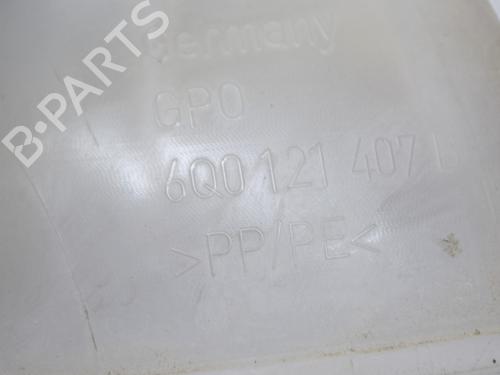 B-PARTS
Germany
GPO
6Q0 121 407
>PP/PE<